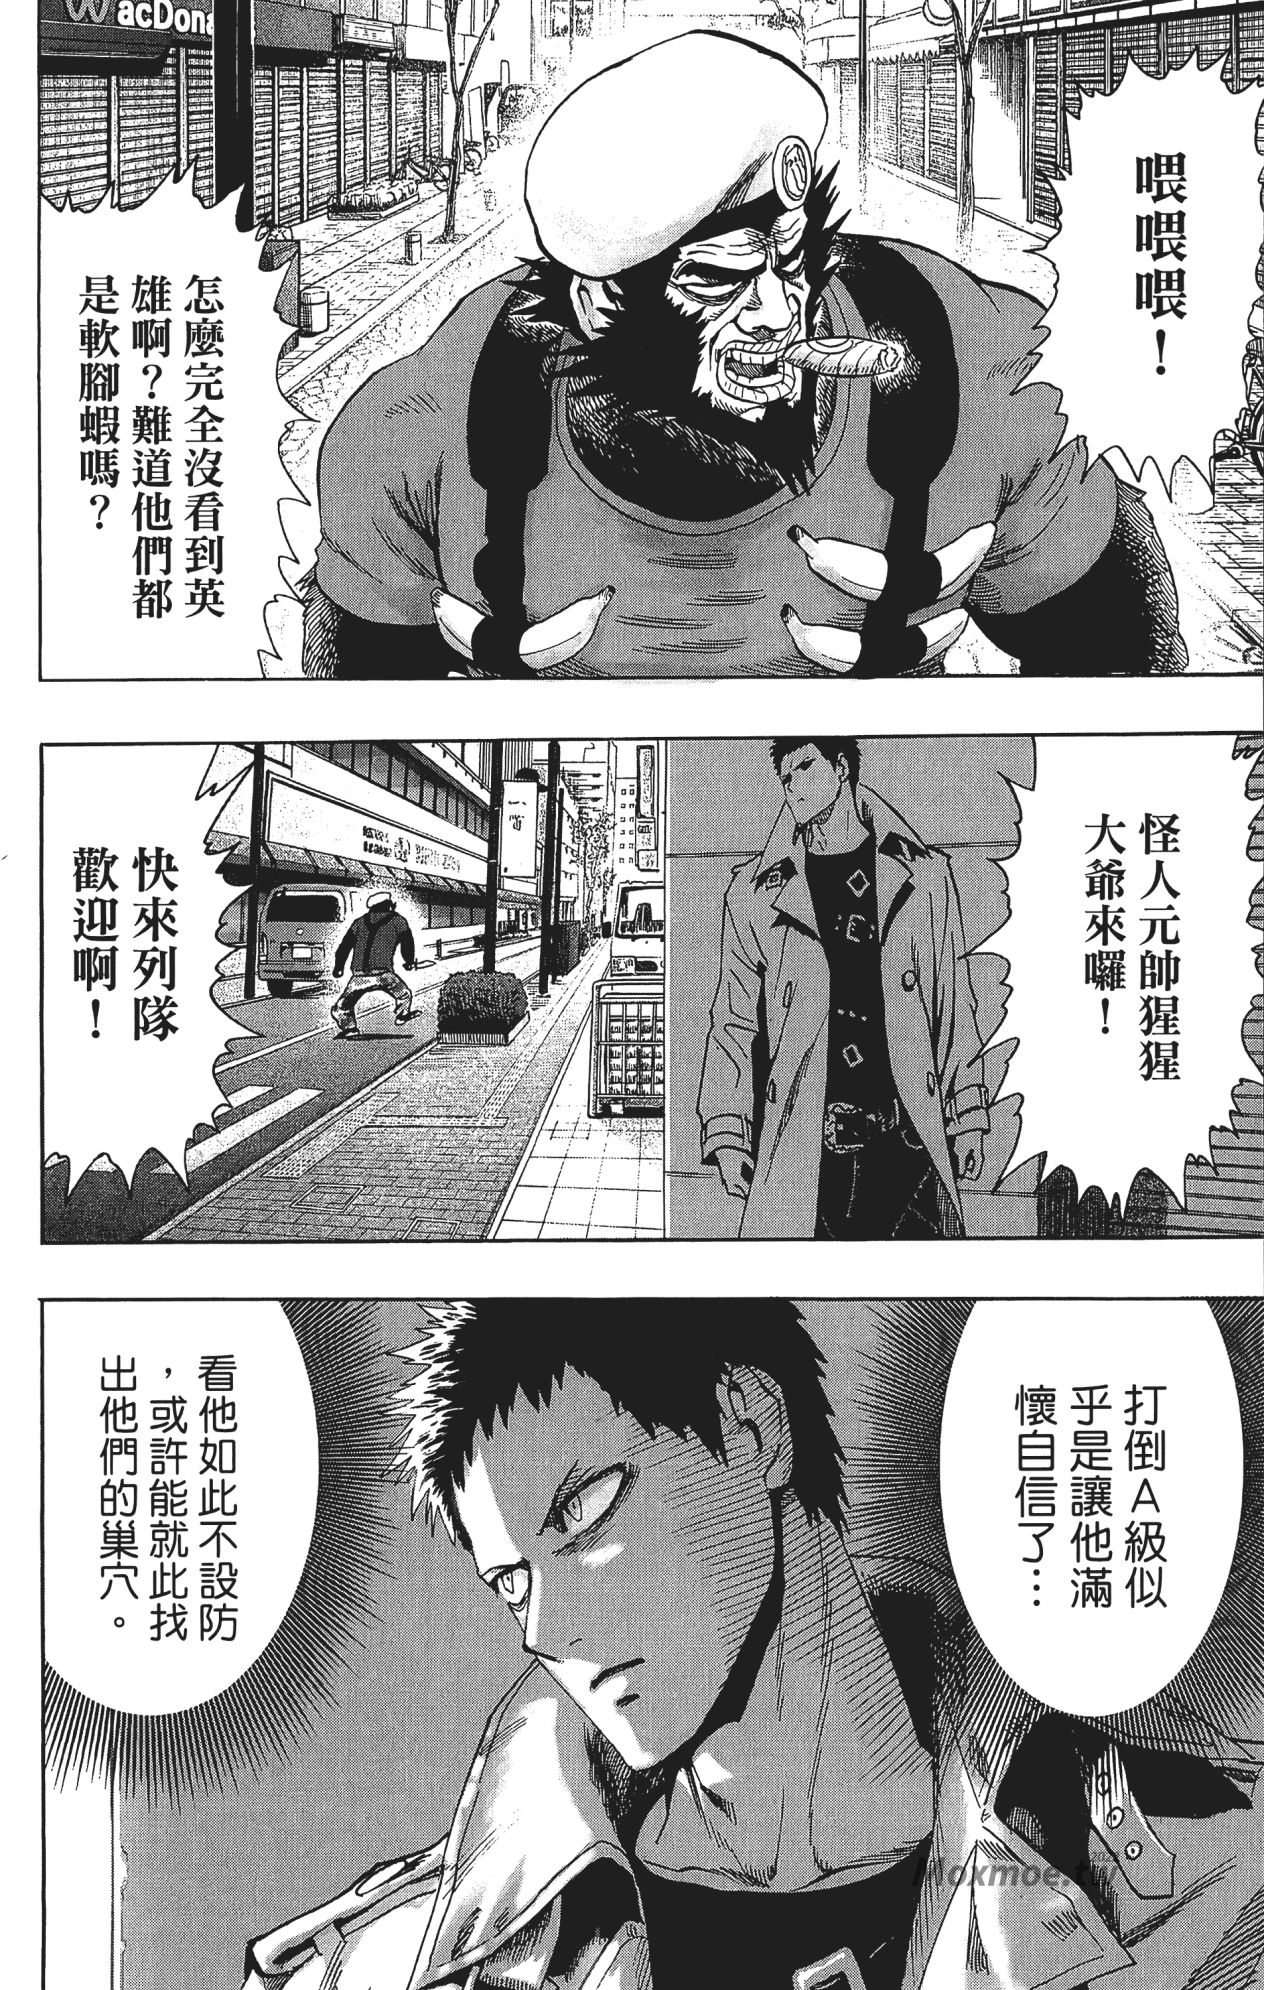 WacDona
喂喂喂！
怎麼完全沒看到英
雄啊？難道他們都
是軟腳蝦嗎？
怪人元帥猩猩
大爺來囉！
快來列隊
歡迎啊！
打倒Ａ級似
乎是讓他滿
懷自信了…
看他如此不設防
，或許能就此找
出他們的巢穴。
Moxmoe.tw